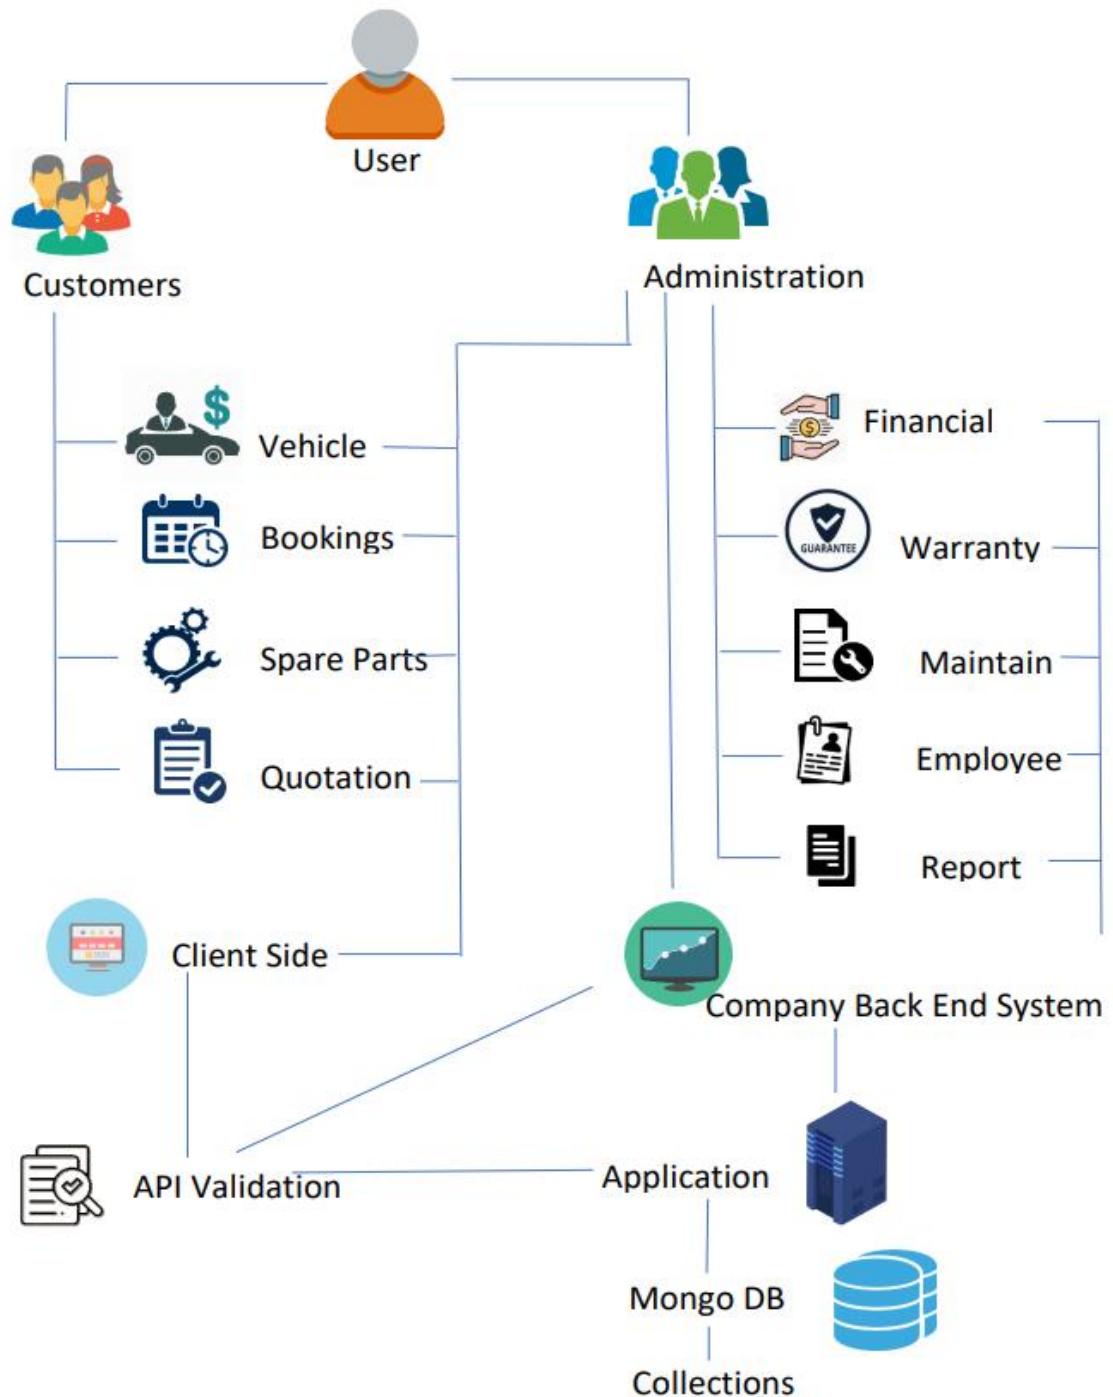 User
Customers
Administration
Vehicle
Bookings
Spare Parts
Quotation
Financial
GUARANTEE
Warranty
Maintain
Employee
Report
Client Side
Company Back End System
API Validation
Application
Mongo DB
Collections